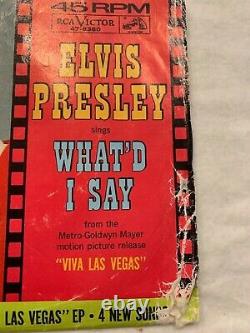 45 RPM
RCA VICTOR
47-8360
ELVIS
PRESLEY
sings
WHAT'D
I SAY
from the
Metro-Goldwyn-Mayer
motion picture release
"VIVA LAS VEGAS"
LAS VEGAS" EP • 4 NEW SONGS